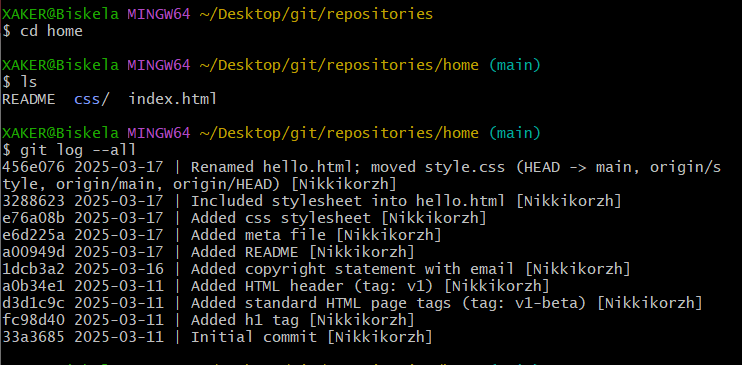 XAKER@Biskela MINGW64 ~/Desktop/git/repositories
$ cd home
XAKER@Biskela MINGW64 ~/Desktop/git/repositories/home (main)
$ ls
README  css/  index.html
XAKER@Biskela MINGW64 ~/Desktop/git/repositories/home (main)
$ git log --all
456e076 2025-03-17 | Renamed hello.html; moved style.css (HEAD -> main, origin/s
tyle, origin/main, origin/HEAD) [Nikkikorzh]
3288623 2025-03-17 | Included stylesheet into hello.html [Nikkikorzh]
e76a08b 2025-03-17 | Added css stylesheet [Nikkikorzh]
e6d225a 2025-03-17 | Added meta file [Nikkikorzh]
a00949d 2025-03-17 | Added README [Nikkikorzh]
1dcb3a2 2025-03-16 | Added copyright statement with email [Nikkikorzh]
a0b34e1 2025-03-11 | Added HTML header (tag: v1) [Nikkikorzh]
d3d1c9c 2025-03-11 | Added standard HTML page tags (tag: v1-beta) [Nikkikorzh]
fc98d40 2025-03-11 | Added h1 tag [Nikkikorzh]
33a3685 2025-03-11 | Initial commit [Nikkikorzh]